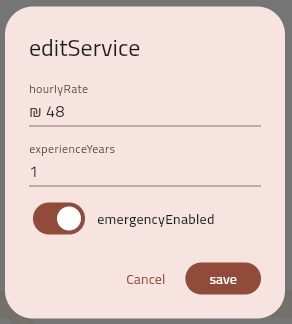 editService
hourlyRate
₪ 48
experienceYears
1
emergencyEnabled
Cancel
save